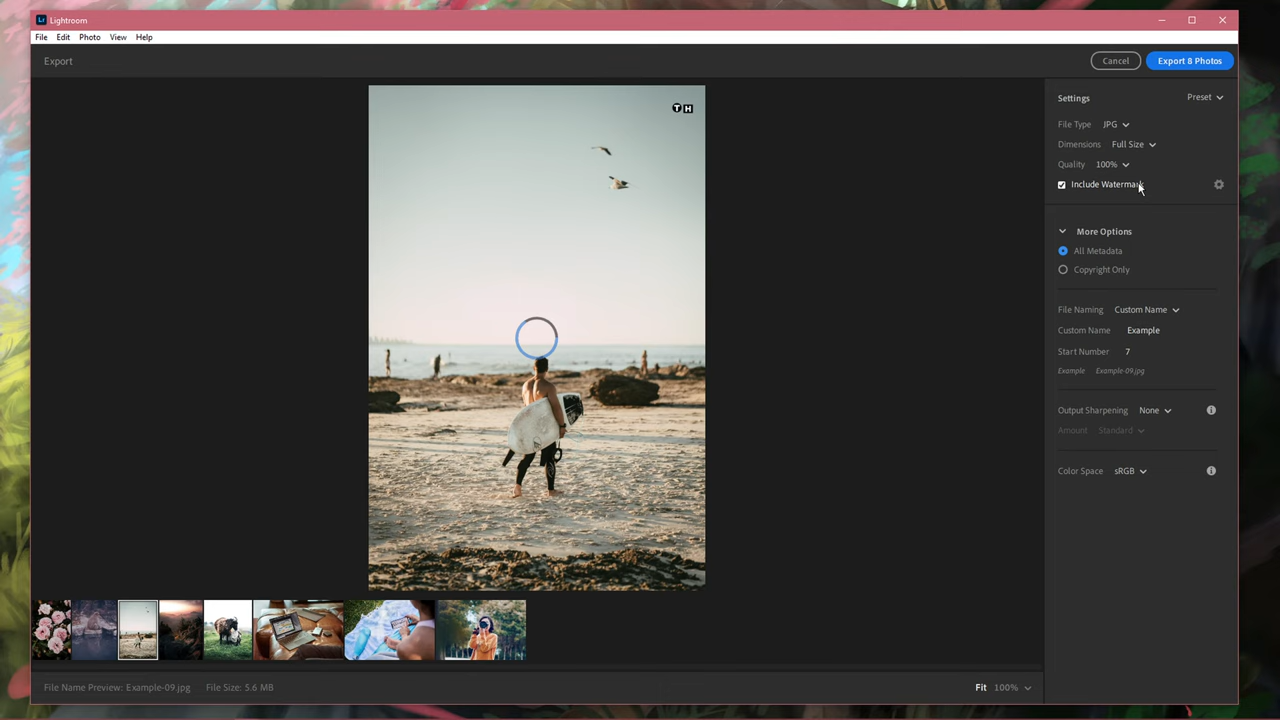 Lr Lightroom
File Edit Photo View Help
Export
Cancel Export 8 Photos
T H
Settings Preset
File Type JPG
Dimensions Full Size
Quality 100%
Include Watermark
More Options
All Metadata
Copyright Only
File Naming Custom Name
Custom Name Example
Start Number 7
Example Example-09.jpg
Output Sharpening None
Amount Standard
Color Space sRGB
File Name Preview: Example-09.jpg File Size: 5.6 MB
Fit 100%